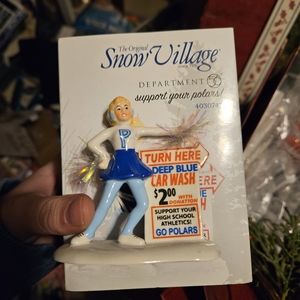 The Original
Snow Village
DEPARTMENT 56
support your polars!
403074
P
TURN HERE
DEEP BLUE
CAR WASH
$2.00 WITH DONATION
SUPPORT YOUR
HIGH SCHOOL
ATHLETICS!
GO POLARS